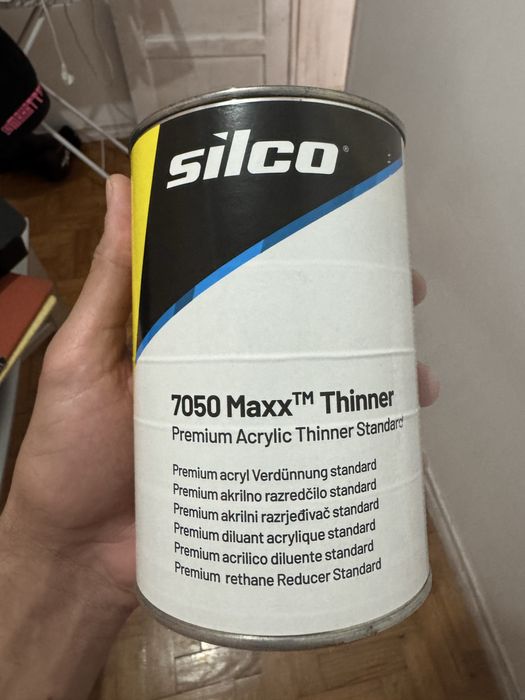 silco®
7050 Maxx™ Thinner
Premium Acrylic Thinner Standard
Premium acryl Verdünnung standard
Premium akrilno razredčilo standard
Premium akrilni razrjeđivač standard
Premium diluant acrylique standard
Premium acrilico diluente standard
Premium rethane Reducer Standard